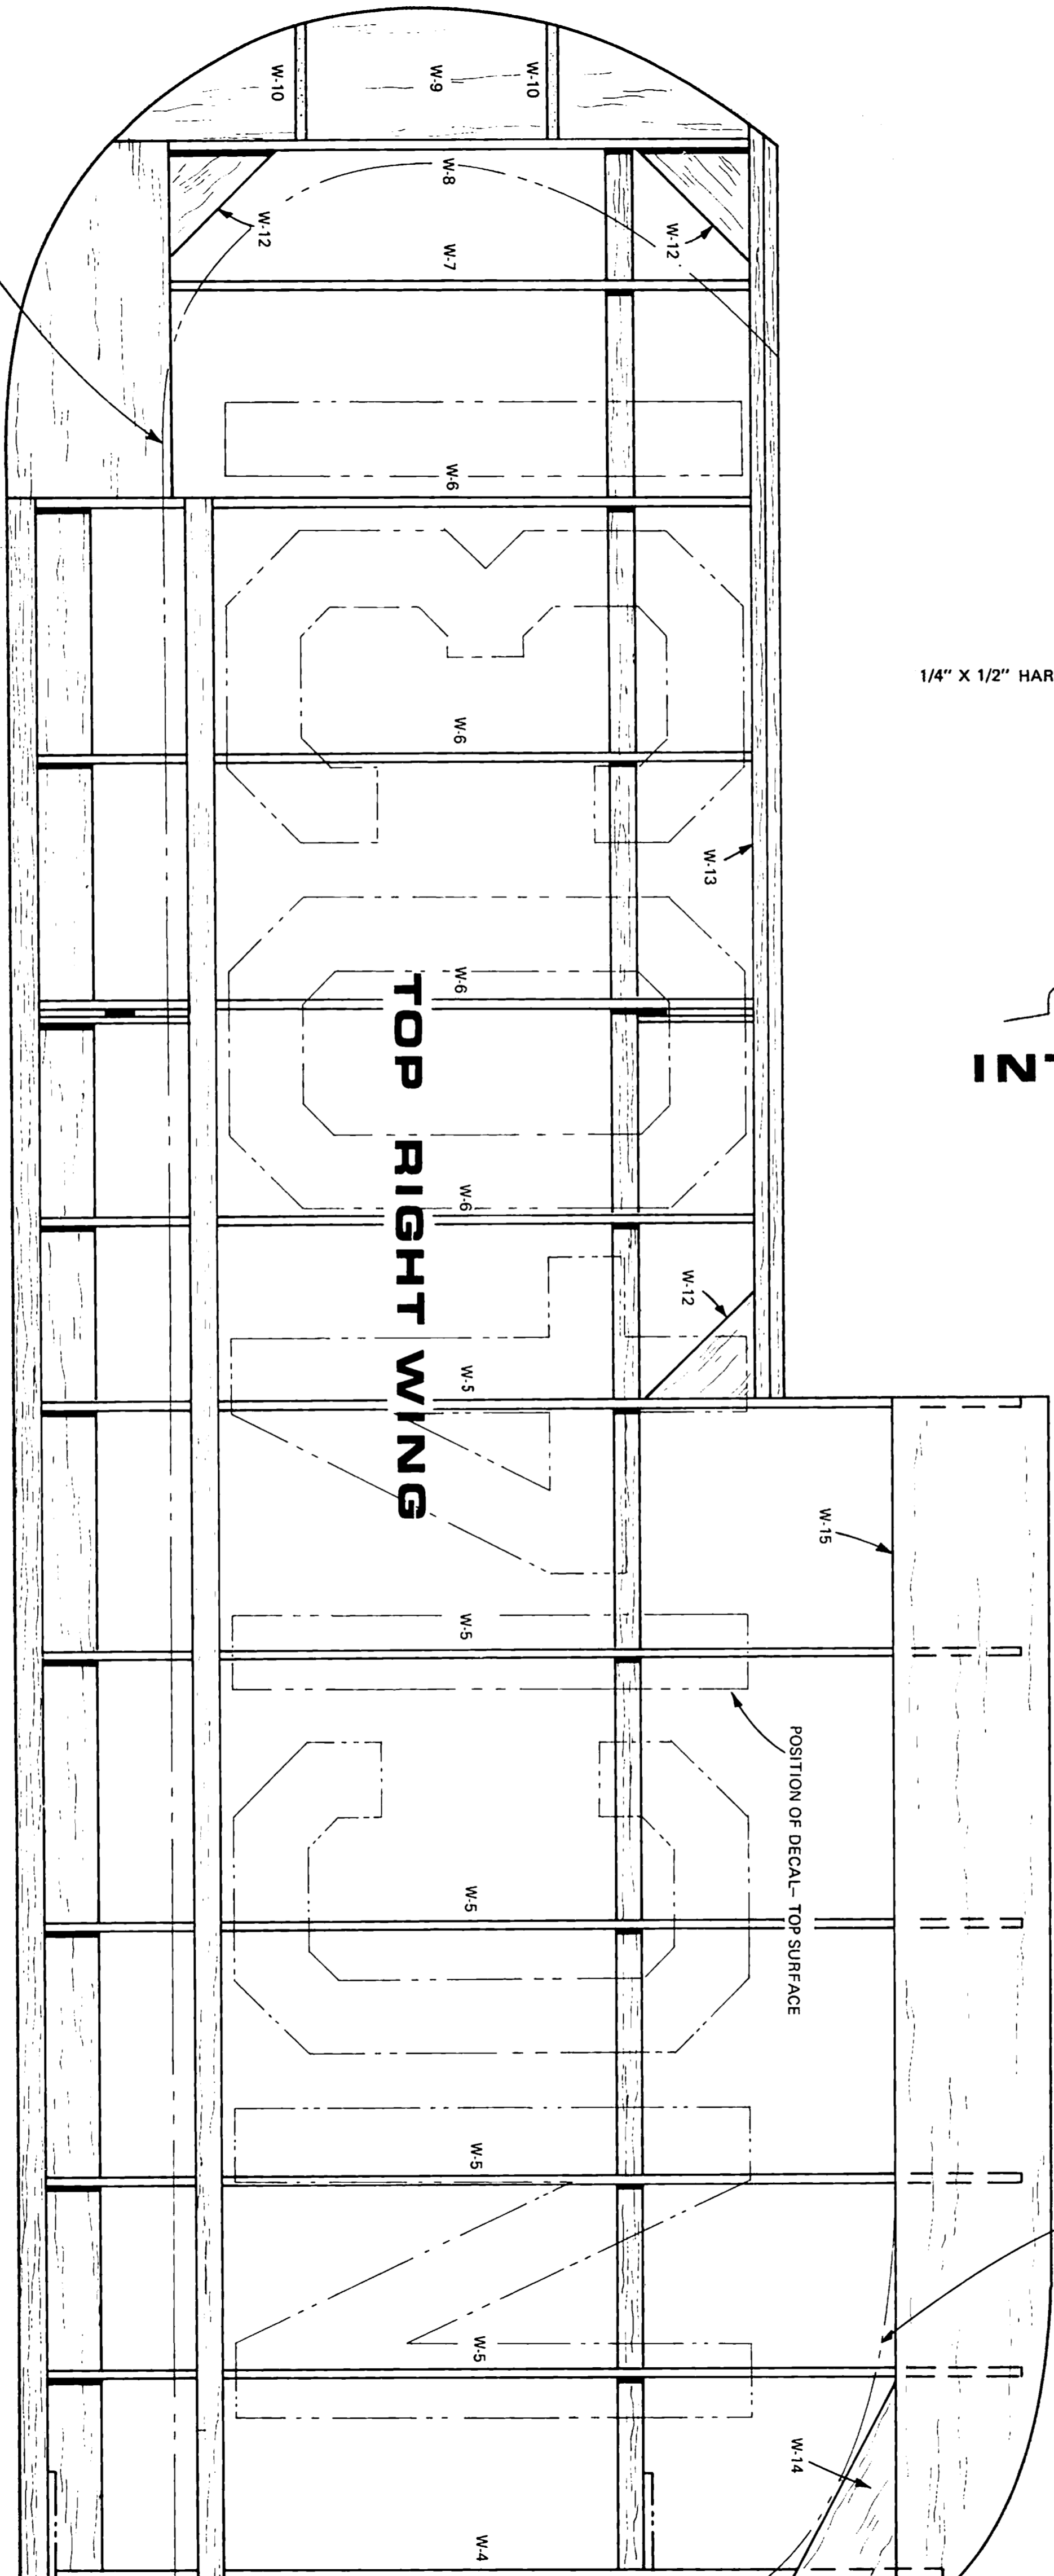 W-10
W-9
W-10
W-8
W-12
W-12
W-7
W-6
1/4" X 1/2" HAR
W-6
W-13
W-6
TOP RIGHT WING
INT
W-6
W-12
W-5
W-15
W-5
POSITION OF DECAL– TOP SURFACE
W-5
W-5
W-5
W-14
W-4
NC14031